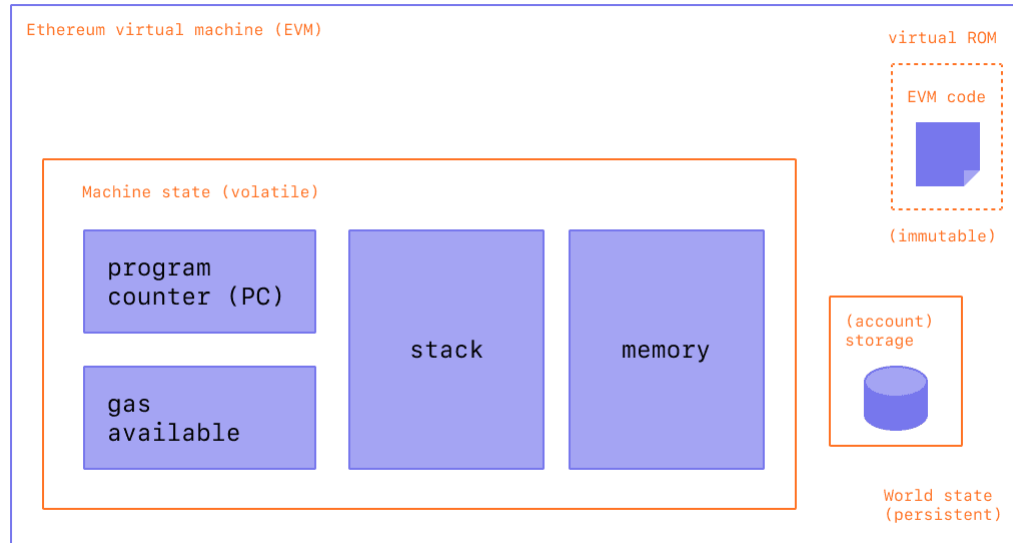 Ethereum virtual machine (EVM)
virtual ROM
EVM code
(immutable)
Machine state (volatile)
program
counter (PC)
gas
available
stack
memory
(account)
storage
World state
(persistent)